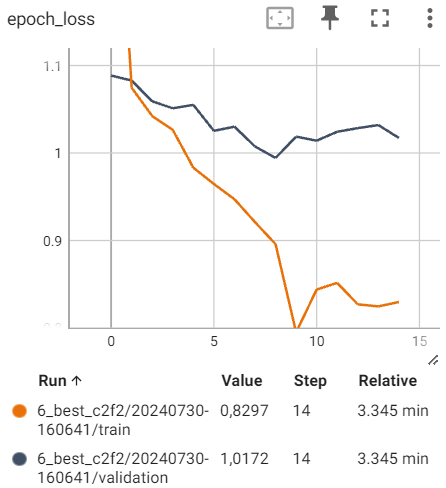 epoch_loss
1.1
1
0.9
0 5 10 15
Run ↑ Value Step Relative
6_best_c2f2/20240730- 0,8297 14 3.345 min
160641/train
6_best_c2f2/20240730- 1,0172 14 3.345 min
160641/validation